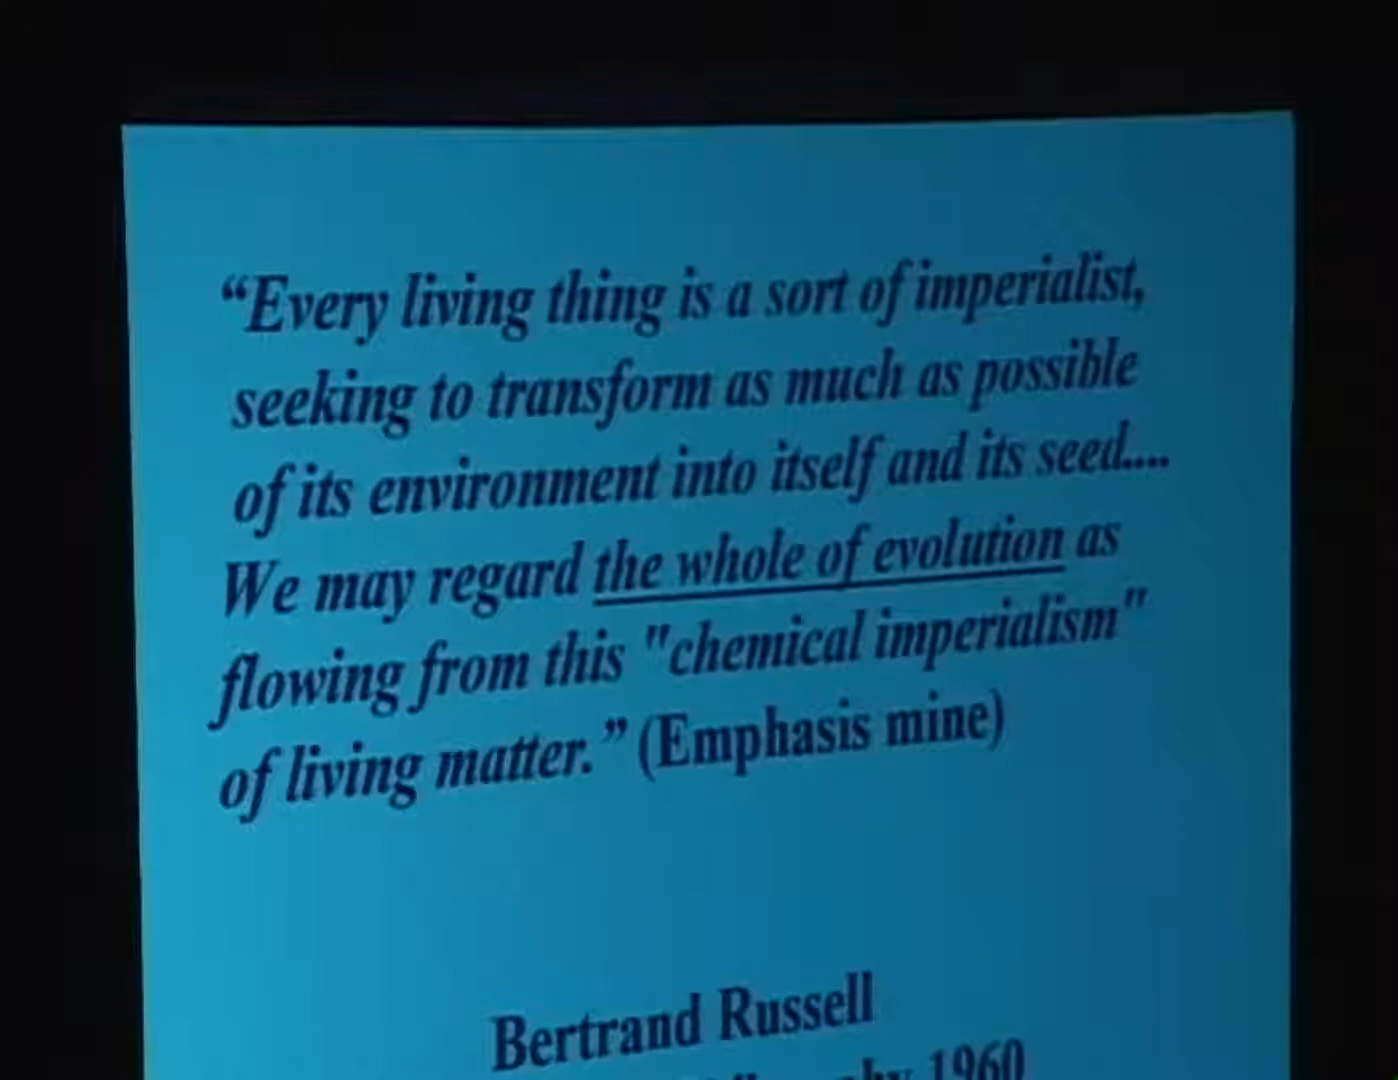 “Every living thing is a sort of imperialist,
seeking to transform as much as possible
of its environment into itself and its seed....
We may regard the whole of evolution as
flowing from this "chemical imperialism"
of living matter.” (Emphasis mine)
Bertrand Russell
1960